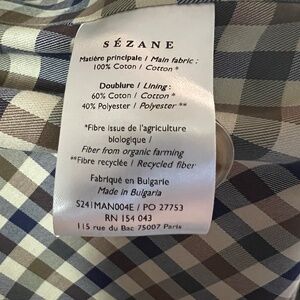 SÉZANE
Matière principale / Main fabric :
100% Coton / Cotton *
Doublure / Lining :
60% Coton / Cotton *
40% Polyester / Polyester **
*Fibre issue de l'agriculture
biologique /
Fiber from organic farming
**Fibre recyclée / Recycled fiber
Fabriqué en Bulgarie
Made in Bulgaria
S241MAN004E / PO 27753
RN 154 043
115 rue du Bac 75007 Paris